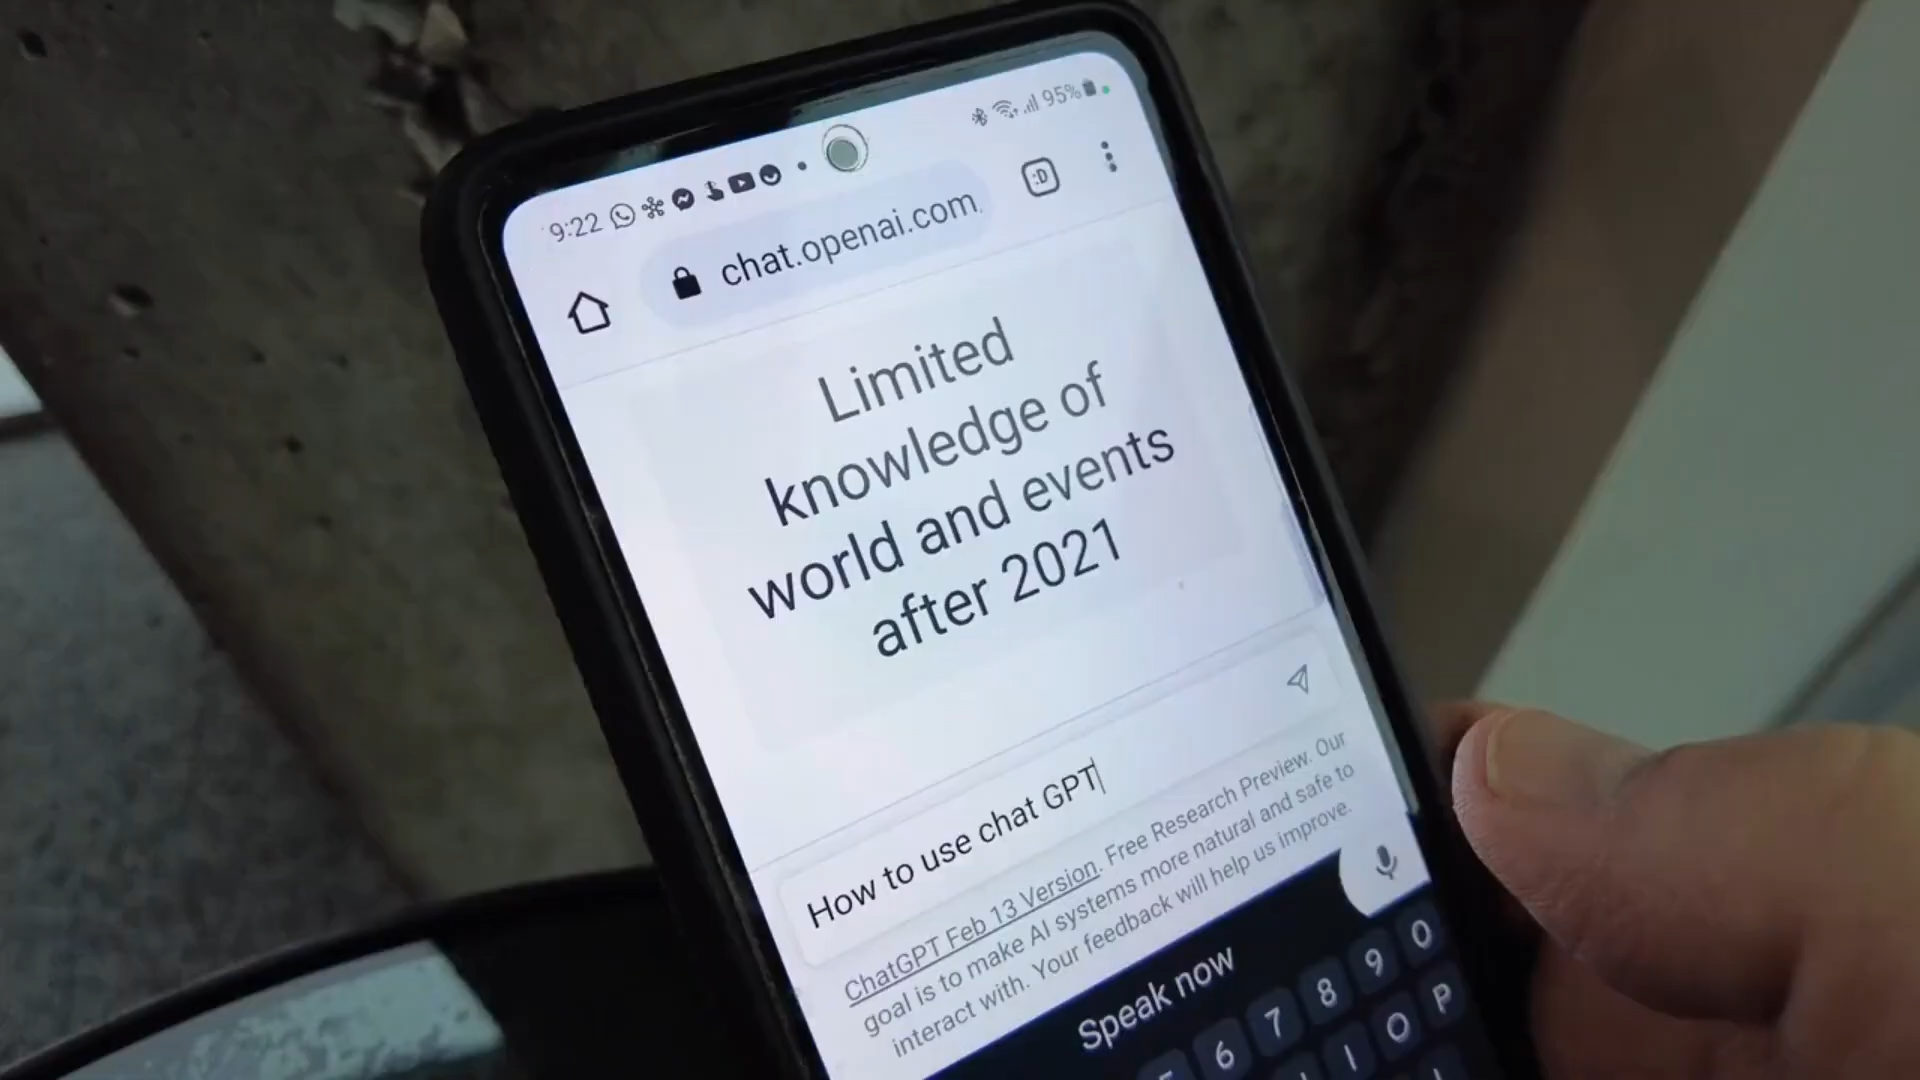 9:22
95%
chat.openai.com
:D
Limited
knowledge of
world and events
after 2021
How to use chat GPT
ChatGPT Feb 13 Version. Free Research Preview. Our
goal is to make AI systems more natural and safe to
interact with. Your feedback will help us improve.
Speak now
6 7 8 9 0
I O P